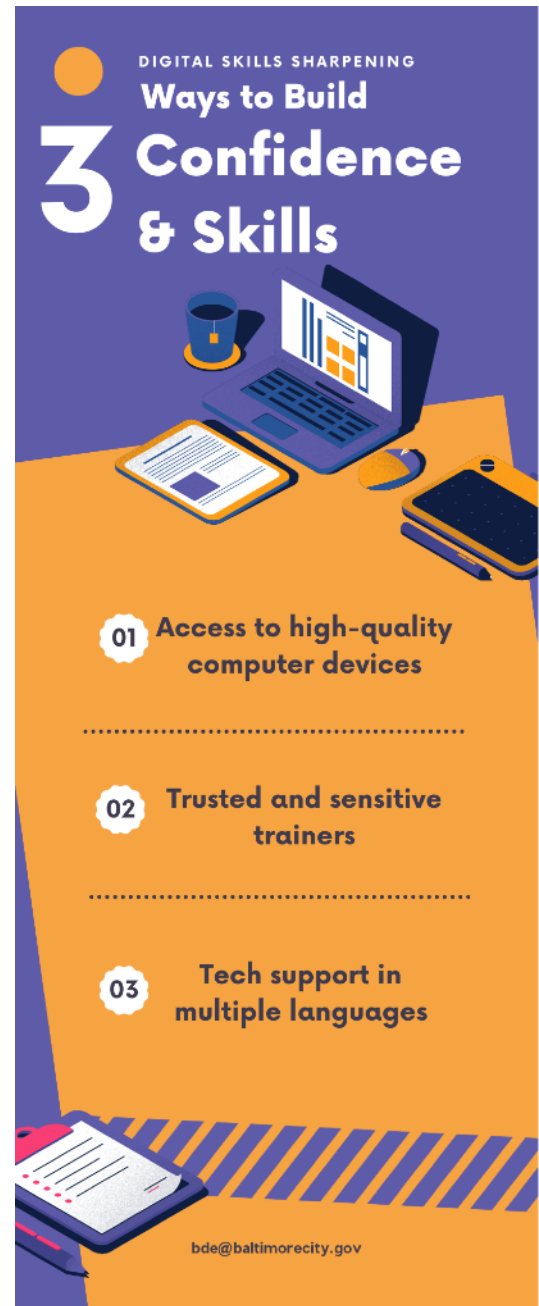 DIGITAL SKILLS SHARPENING
Ways to Build
3 Confidence
& Skills
01 Access to high-quality
computer devices
02 Trusted and sensitive
trainers
03 Tech support in
multiple languages
bde@baltimorecity.gov